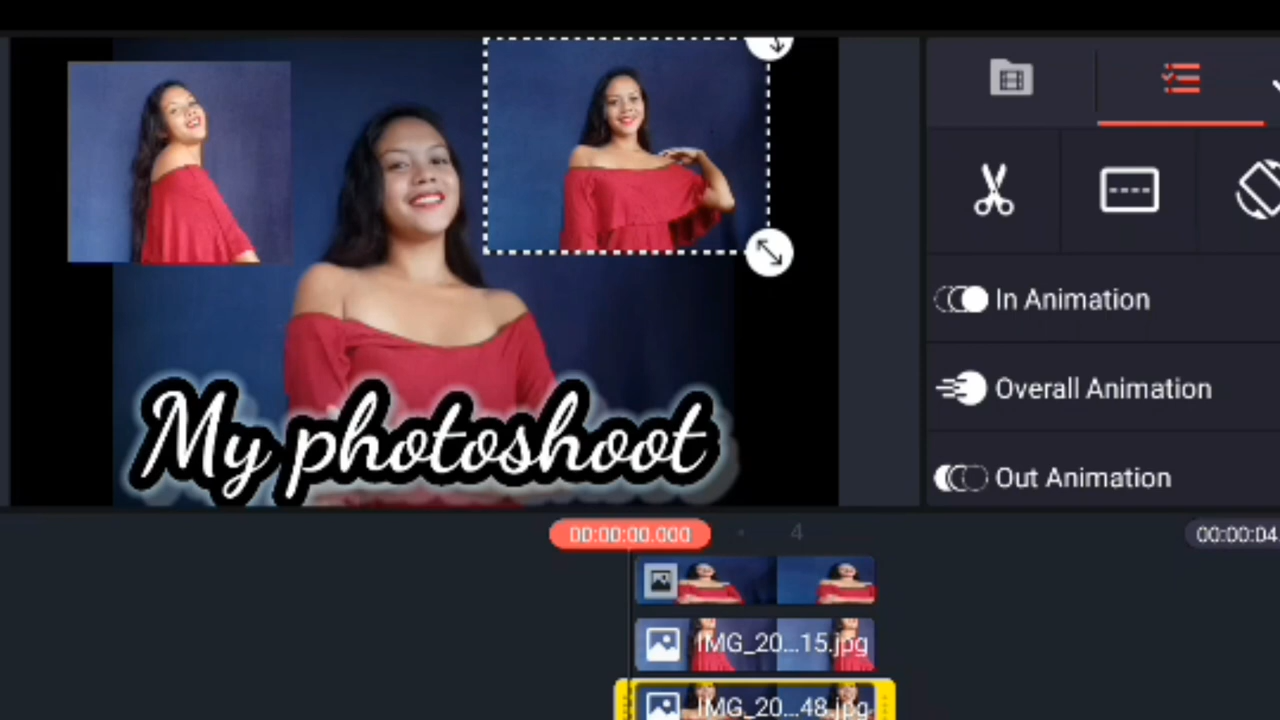 My photoshoot
In Animation
Overall Animation
Out Animation
00:00:00.000
4
00:00:04
IMG_20...15.jpg
IMG_20...48.jpg